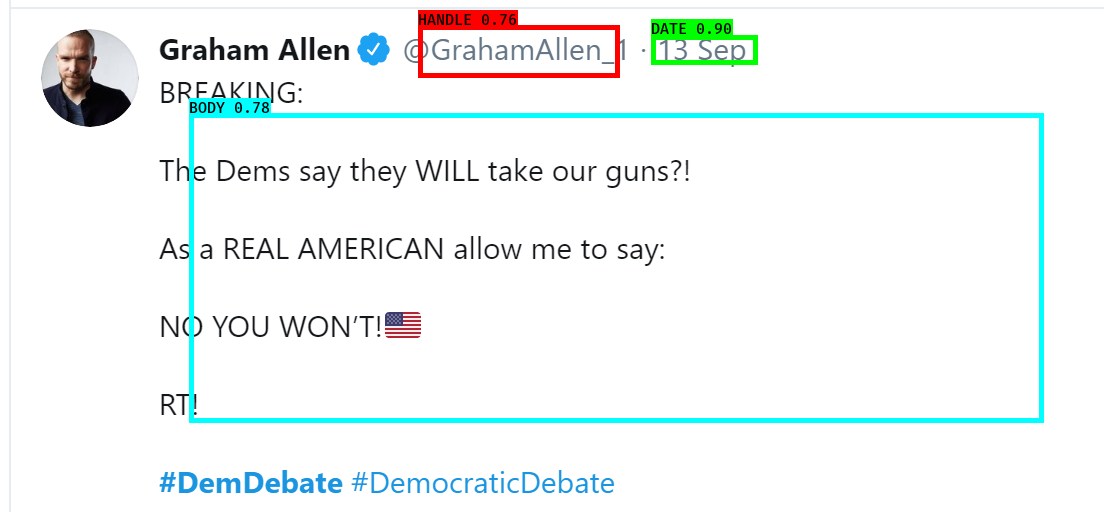 HANDLE 0.76
DATE 0.90
Graham Allen @GrahamAllen_1 · 13 Sep
BREAKING:
BODY 0.78
The Dems say they WILL take our guns?!
As a REAL AMERICAN allow me to say:
NO YOU WON’T!🇺🇸
RT!
#DemDebate #DemocraticDebate